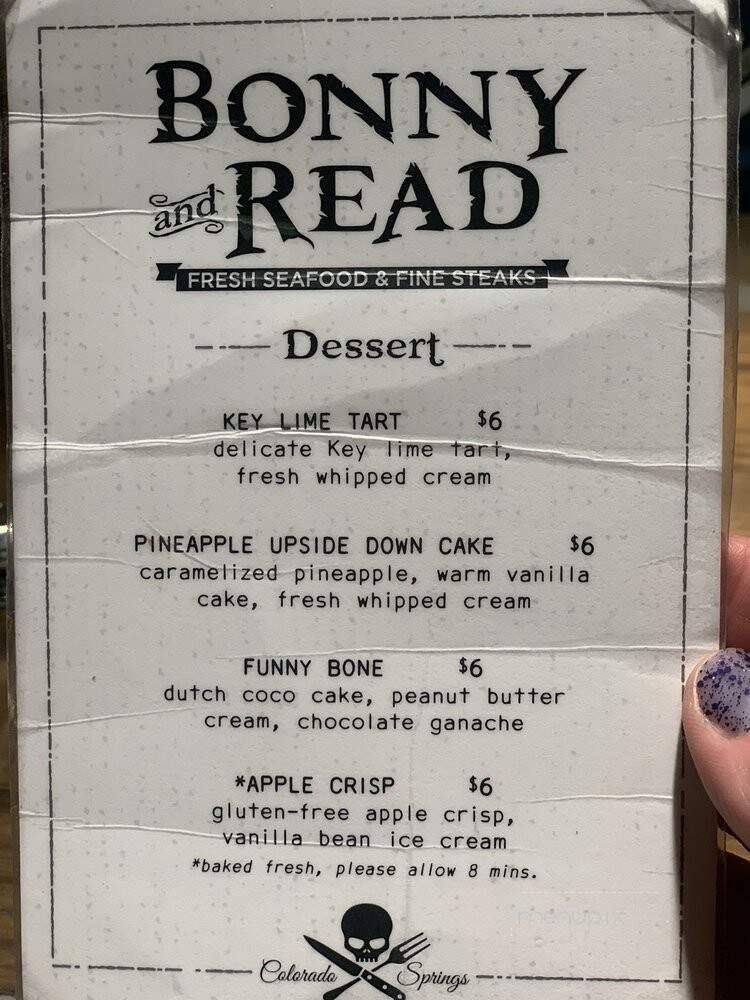 BONNY
and READ
FRESH SEAFOOD & FINE STEAKS
Dessert
KEY LIME TART $6
delicate Key lime tart,
fresh whipped cream
PINEAPPLE UPSIDE DOWN CAKE $6
caramelized pineapple, warm vanilla
cake, fresh whipped cream
FUNNY BONE $6
dutch coco cake, peanut butter
cream, chocolate ganache
*APPLE CRISP $6
gluten-free apple crisp,
vanilla bean ice cream
*baked fresh, please allow 8 mins.
Colorado Springs